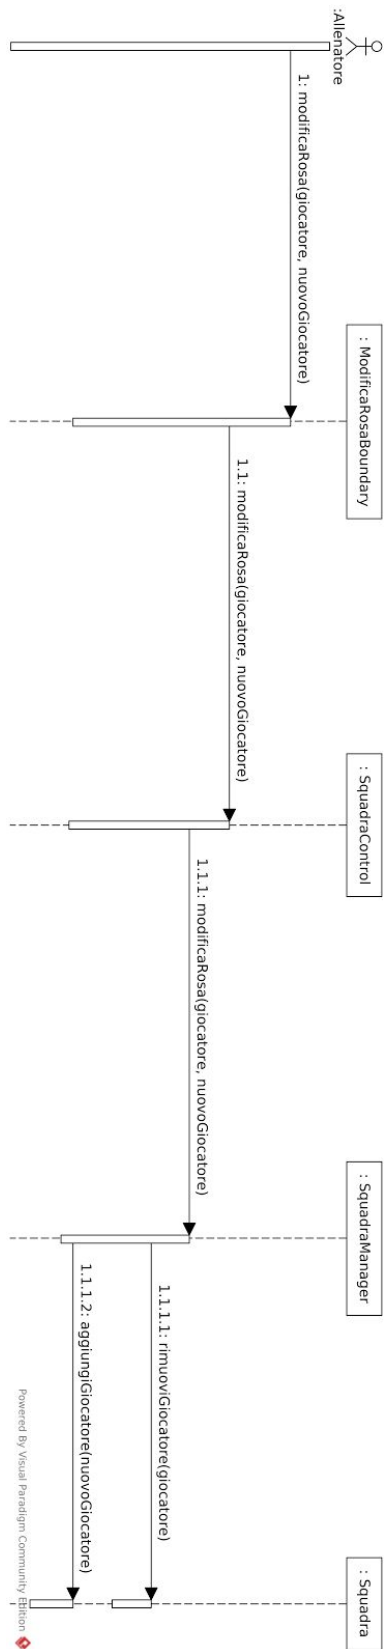 :Allenatore
: ModificaRosaBoundary
: SquadraControl
: SquadraManager
: Squadra
1: modificaRosa(giocatore, nuovoGiocatore)
1.1: modificaRosa(giocatore, nuovoGiocatore)
1.1.1: modificaRosa(giocatore, nuovoGiocatore)
1.1.1.1: rimuoviGiocatore(giocatore)
1.1.1.2: aggiungiGiocatore(nuovoGiocatore)
Powered By Visual Paradigm Community Edition